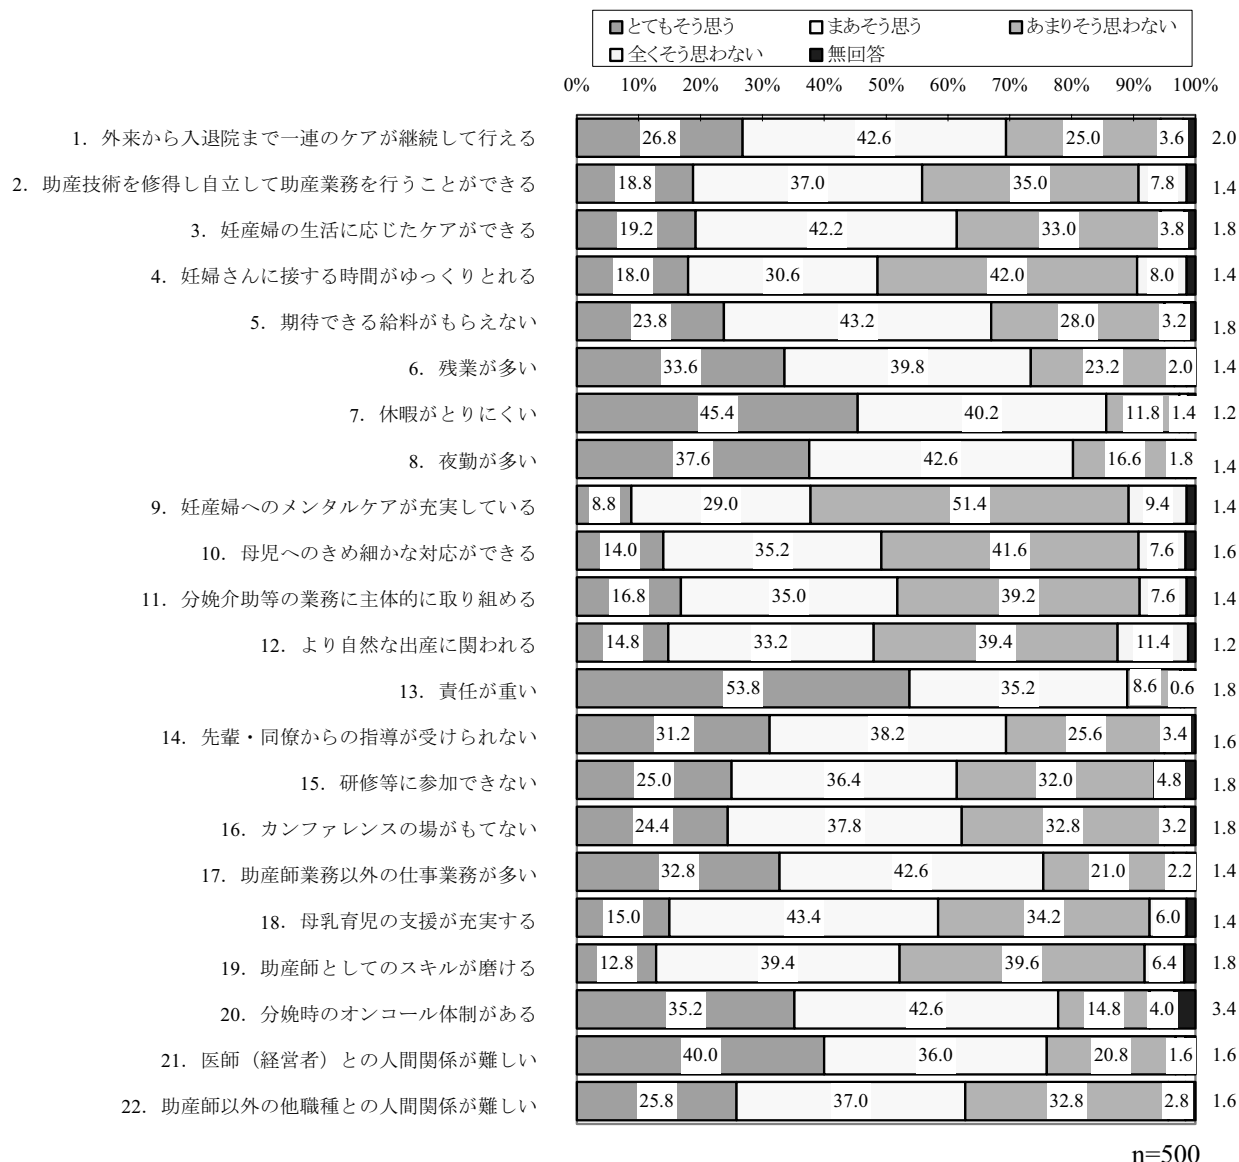 とてもそう思う まあそう思う あまりそう思わない
全くそう思わない 無回答
0% 10% 20% 30% 40% 50% 60% 70% 80% 90% 100%
1. 外来から入退院まで一連のケアが継続して行える 26.8 42.6 25.0 3.6 2.0
2. 助産技術を修得し自立して助産業務を行うことができる 18.8 37.0 35.0 7.8 1.4
3. 妊産婦の生活に応じたケアができる 19.2 42.2 33.0 3.8 1.8
4. 妊婦さんに接する時間がゆっくりとれる 18.0 30.6 42.0 8.0 1.4
5. 期待できる給料がもらえない 23.8 43.2 28.0 3.2 1.8
6. 残業が多い 33.6 39.8 23.2 2.0 1.4
7. 休暇がとりにくい 45.4 40.2 11.8 1.4 1.2
8. 夜勤が多い 37.6 42.6 16.6 1.8 1.4
9. 妊産婦へのメンタルケアが充実している 8.8 29.0 51.4 9.4 1.4
10. 母児へのきめ細かな対応ができる 14.0 35.2 41.6 7.6 1.6
11. 分娩介助等の業務に主体的に取り組める 16.8 35.0 39.2 7.6 1.4
12. より自然な出産に関われる 14.8 33.2 39.4 11.4 1.2
13. 責任が重い 53.8 35.2 8.6 0.6 1.8
14. 先輩・同僚からの指導が受けられない 31.2 38.2 25.6 3.4 1.6
15. 研修等に参加できない 25.0 36.4 32.0 4.8 1.8
16. カンファレンスの場がもてない 24.4 37.8 32.8 3.2 1.8
17. 助産師業務以外の仕事業務が多い 32.8 42.6 21.0 2.2 1.4
18. 母乳育児の支援が充実する 15.0 43.4 34.2 6.0 1.4
19. 助産師としてのスキルが磨ける 12.8 39.4 39.6 6.4 1.8
20. 分娩時のオンコール体制がある 35.2 42.6 14.8 4.0 3.4
21. 医師（経営者）との人間関係が難しい 40.0 36.0 20.8 1.6 1.6
22. 助産師以外の他職種との人間関係が難しい 25.8 37.0 32.8 2.8 1.6
n=500